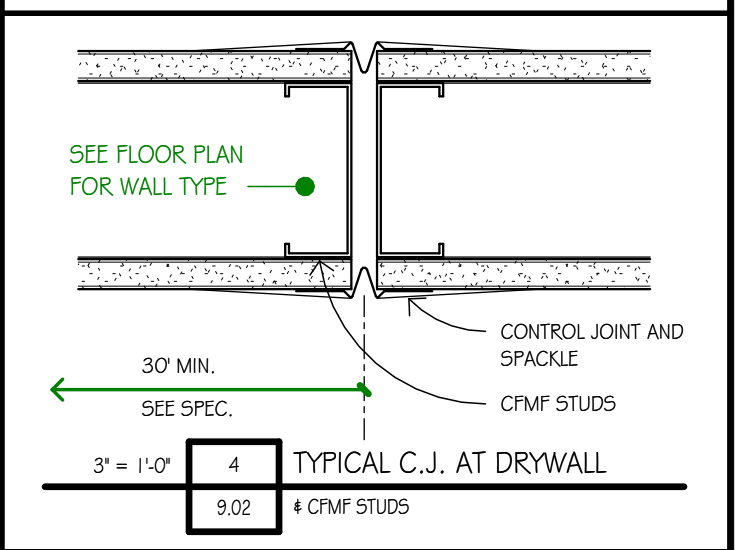 SEE FLOOR PLAN
FOR WALL TYPE
CONTROL JOINT AND
SPACKLE
30' MIN.
SEE SPEC.
CFMF STUDS
3" = 1'-0"
4
TYPICAL C.J. AT DRYWALL
9.02
& CFMF STUDS